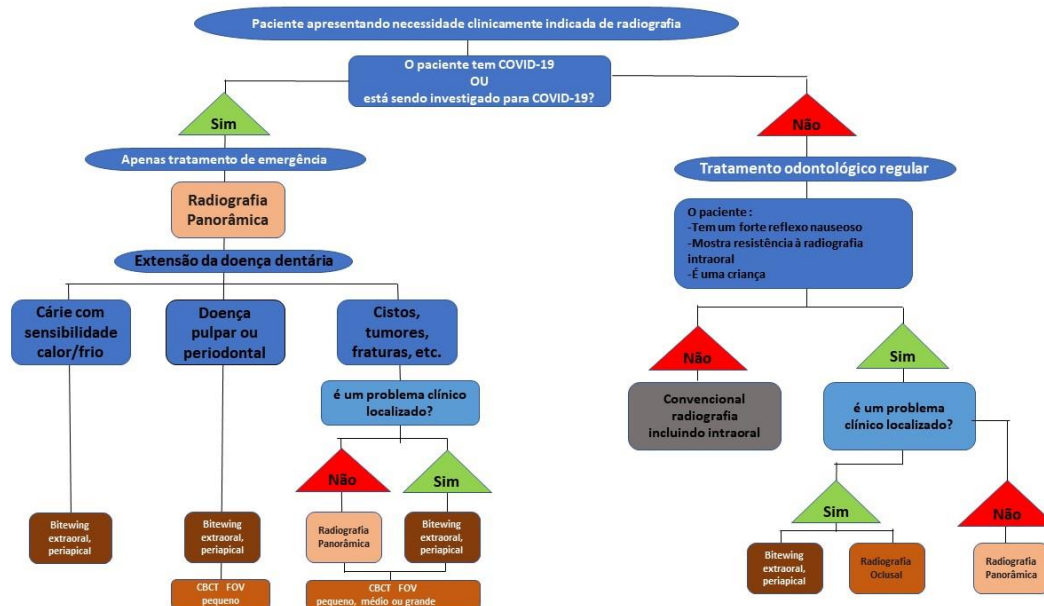 Paciente apresentando necessidade clinicamente indicada de radiografia
O paciente tem COVID-19
OU
está sendo investigado para COVID-19?
Sim
Não
Apenas tratamento de emergência
Tratamento odontológico regular
Radiografia
Panorâmica
O paciente :
-Tem um forte reflexo nauseoso
-Mostra resistência à radiografia
intraoral
-É uma criança
Extensão da doença dentária
Cárie com
sensibilidade
calor/frio
Doença
pulpar ou
periodontal
Cistos,
tumores,
fraturas, etc.
é um problema clínico
localizado?
Não
Sim
Convencional
radiografia
incluindo intraoral
é um problema
clínico localizado?
Não
Sim
Bitewing
extraoral,
periapical
Bitewing
extraoral,
periapical
Radiografia
Panorâmica
Bitewing
extraoral,
periapical
CBCT FOV
pequeno
CBCT FOV
pequeno, médio ou grande
Sim
Não
Bitewing
extraoral,
periapical
Radiografia
Oclusal
Radiografia
Panorâmica